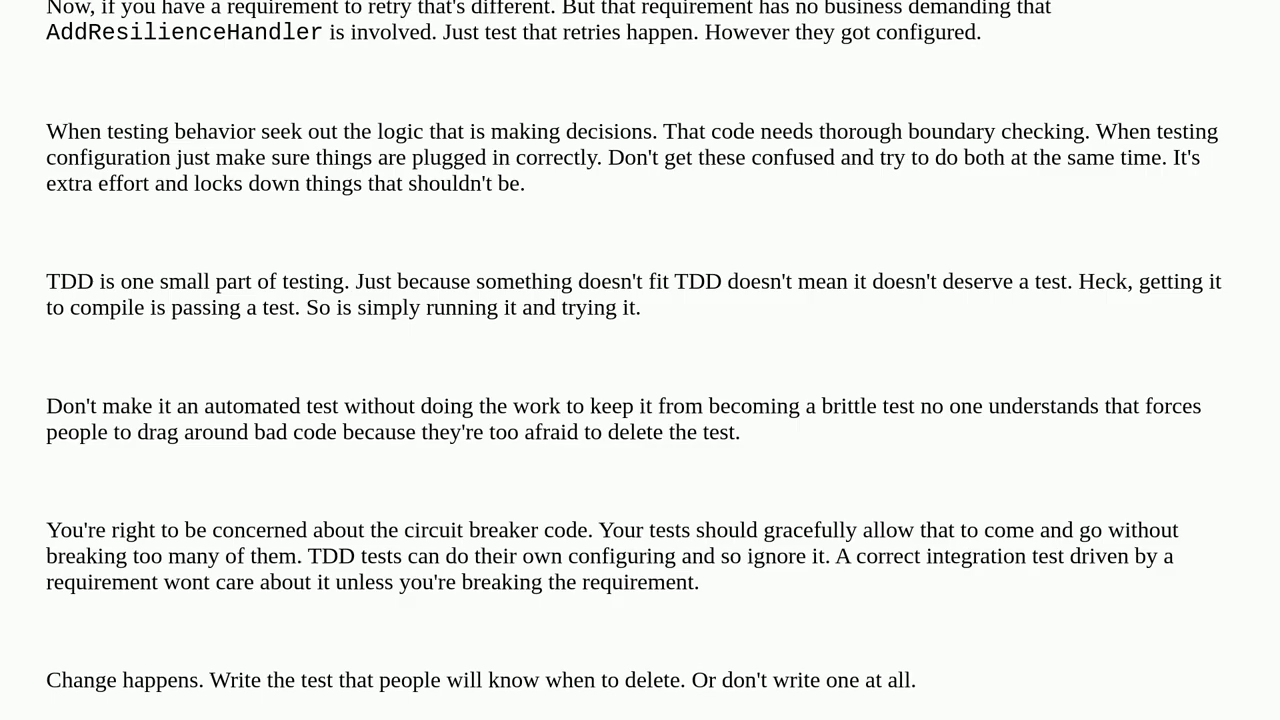 Now, if you have a requirement to retry that's different. But that requirement has no business demanding that
AddResilienceHandler is involved. Just test that retries happen. However they got configured.
When testing behavior seek out the logic that is making decisions. That code needs thorough boundary checking. When testing
configuration just make sure things are plugged in correctly. Don't get these confused and try to do both at the same time. It's
extra effort and locks down things that shouldn't be.
TDD is one small part of testing. Just because something doesn't fit TDD doesn't mean it doesn't deserve a test. Heck, getting it
to compile is passing a test. So is simply running it and trying it.
Don't make it an automated test without doing the work to keep it from becoming a brittle test no one understands that forces
people to drag around bad code because they're too afraid to delete the test.
You're right to be concerned about the circuit breaker code. Your tests should gracefully allow that to come and go without
breaking too many of them. TDD tests can do their own configuring and so ignore it. A correct integration test driven by a
requirement wont care about it unless you're breaking the requirement.
Change happens. Write the test that people will know when to delete. Or don't write one at all.